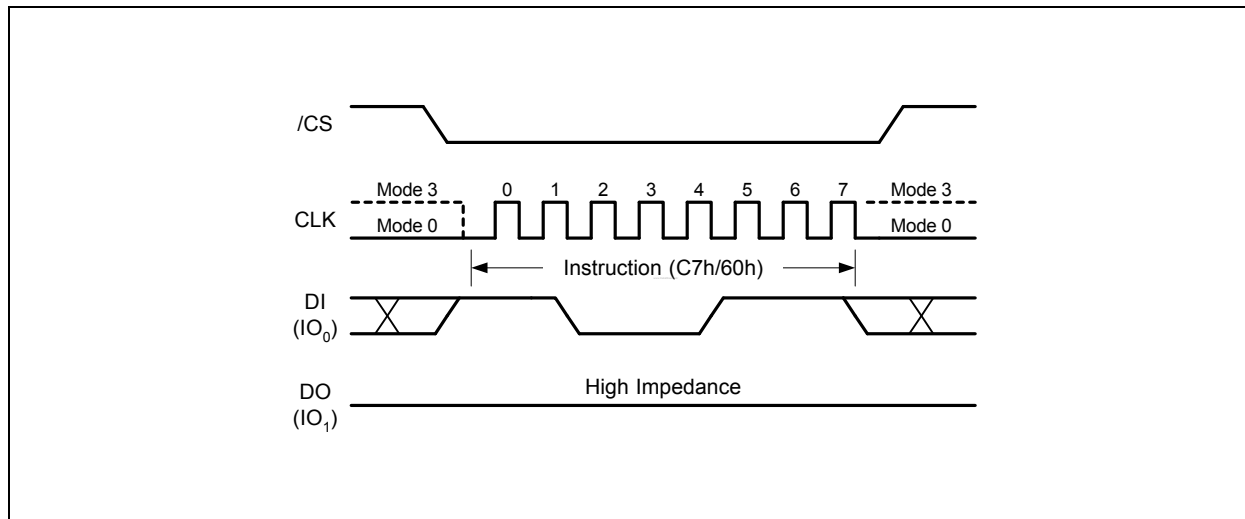 /CS
Mode 3 0 1 2 3 4 5 6 7 Mode 3
CLK Mode 0 Mode 0
Instruction (C7h/60h)
DI
(IO0)
High Impedance
DO
(IO1)